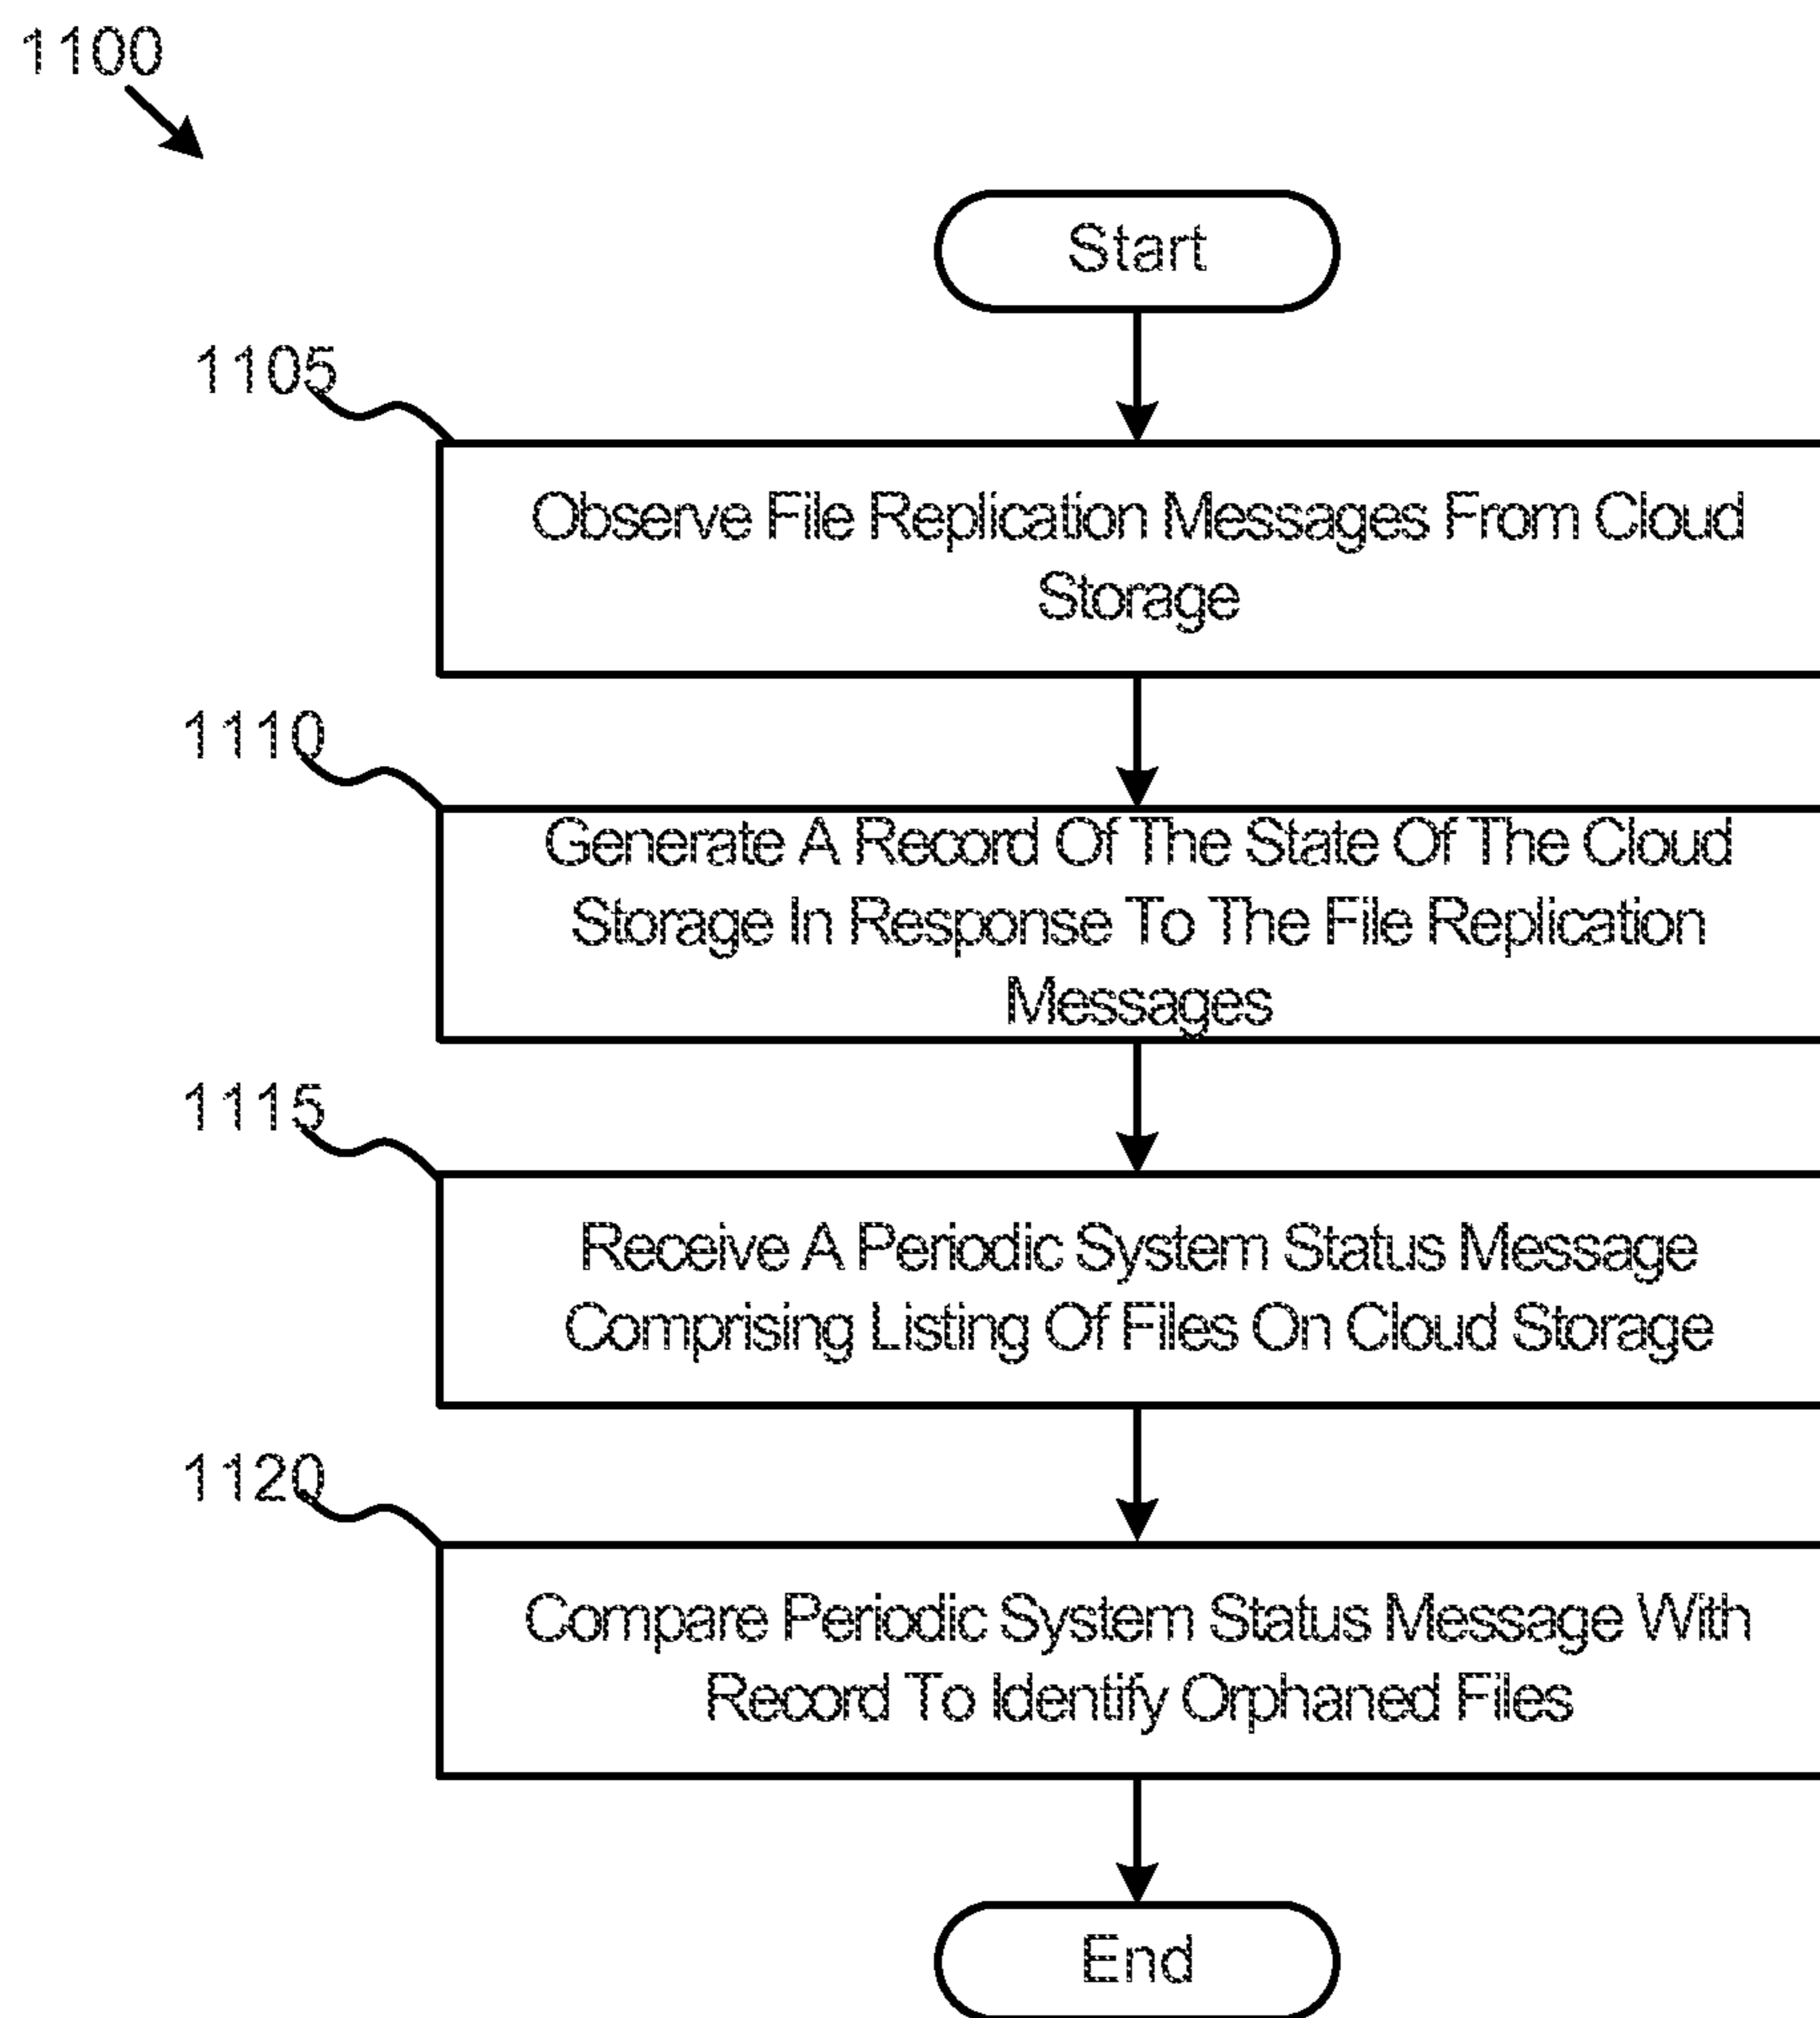 1100
Start
1105
Observe File Replication Messages From Cloud
Storage
1110
Generate A Record Of The State Of The Cloud
Storage In Response To The File Replication
Messages
1115
Receive A Periodic System Status Message
Comprising Listing Of Files On Cloud Storage
1120
Compare Periodic System Status Message With
Record To Identify Orphaned Files
End